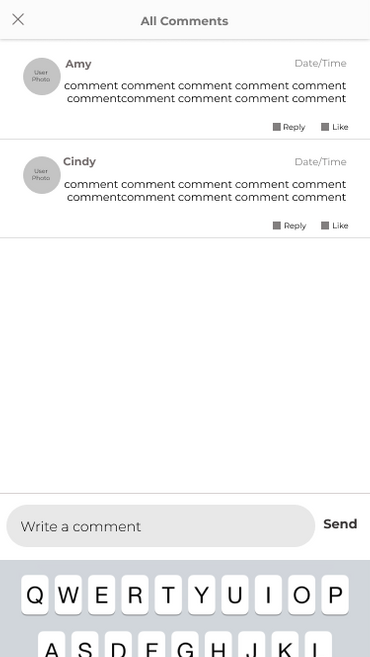 All Comments
User
Photo
Amy
Date/Time
comment comment comment comment comment
commentcomment comment comment comment
Reply
Like
User
Photo
Cindy
Date/Time
comment comment comment comment comment
commentcomment comment comment comment
Reply
Like
Write a comment
Send
Q W E R T Y U I O P
A S D F G H J K L